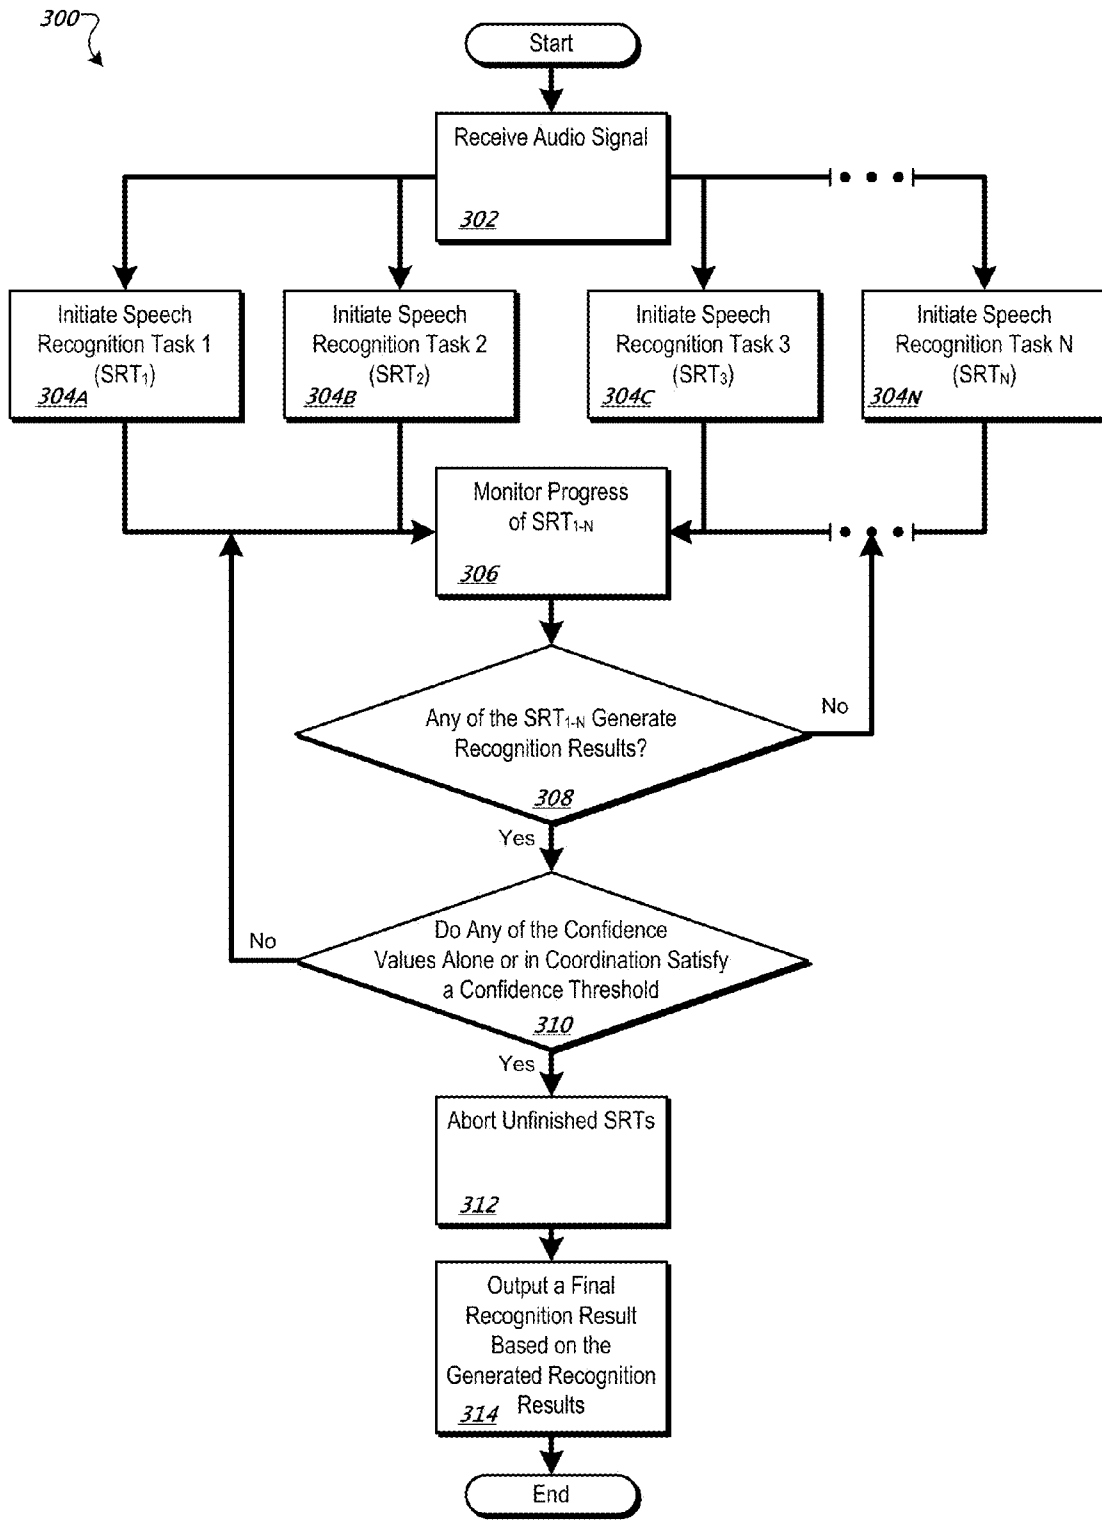 300
Start
Receive Audio Signal
302
Initiate Speech
Recognition Task 1
(SRT₁)
304A
Initiate Speech
Recognition Task 2
(SRT₂)
304B
Initiate Speech
Recognition Task 3
(SRT₃)
304C
Initiate Speech
Recognition Task N
(SRTN)
304N
Monitor Progress
of SRT1-N
306
Any of the SRT1-N Generate
Recognition Results?
308
No
Yes
Do Any of the Confidence
Values Alone or in Coordination Satisfy
a Confidence Threshold
310
No
Yes
Abort Unfinished SRTs
312
Output a Final
Recognition Result
Based on the
Generated Recognition
Results
314
End